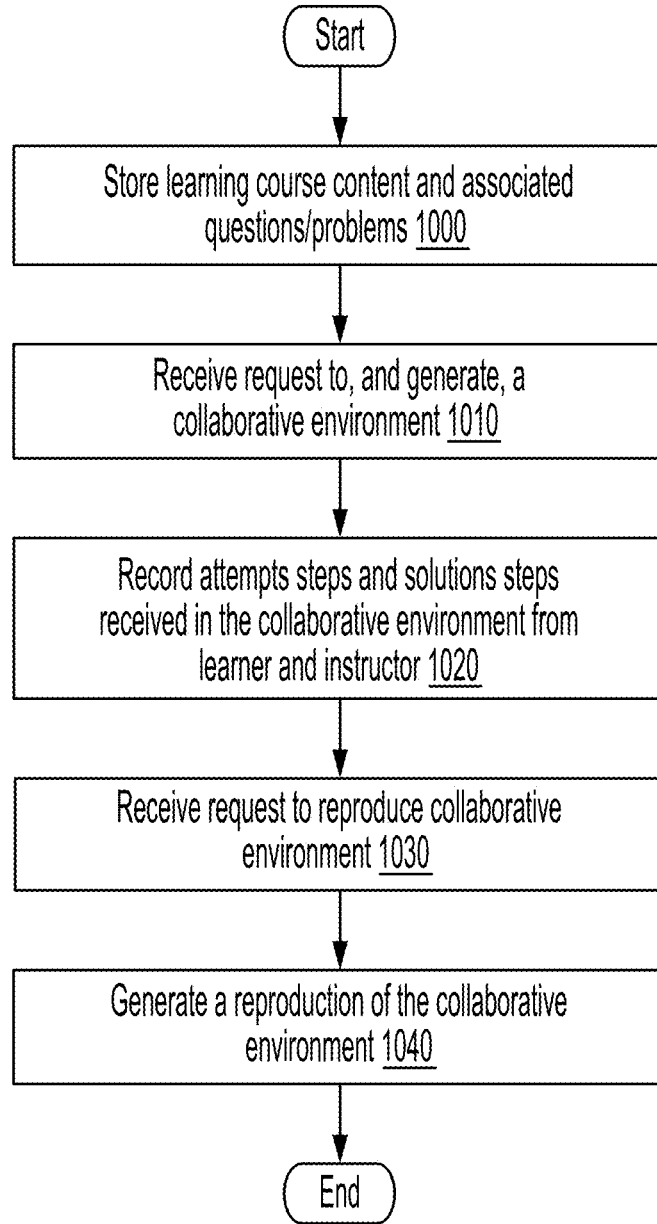 Start
Store learning course content and associated
questions/problems 1000
Receive request to, and generate, a
collaborative environment 1010
Record attempts steps and solutions steps
received in the collaborative environment from
learner and instructor 1020
Receive request to reproduce collaborative
environment 1030
Generate a reproduction of the collaborative
environment 1040
End